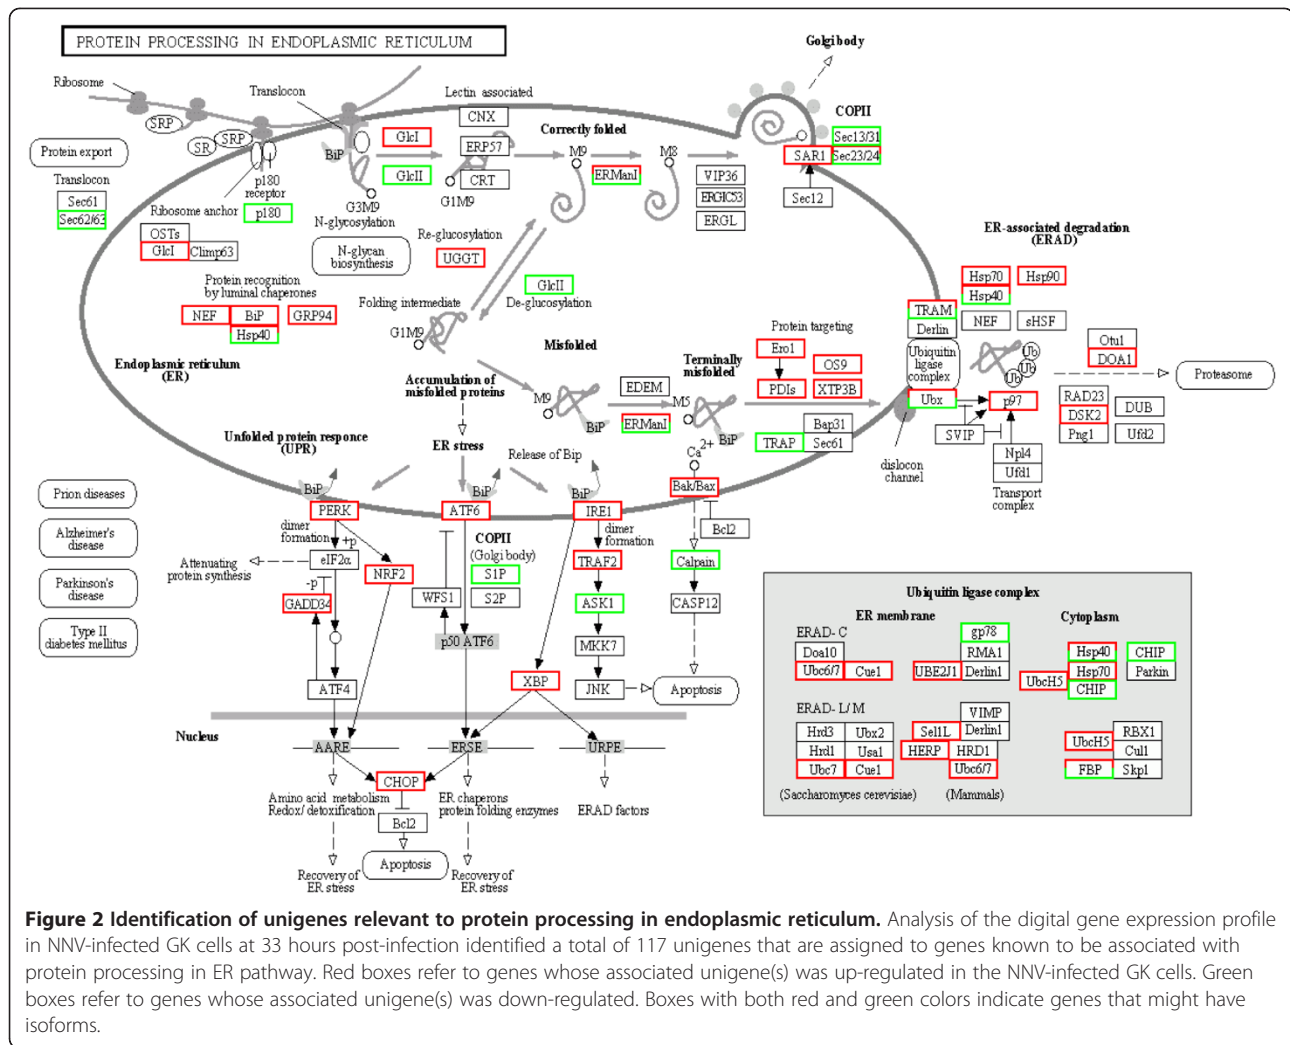 PROTEIN PROCESSING IN ENDOPLASMIC RETICULUM
Golgi body
Ribosome
Translocon
Lectin associated
COPII
CNX
Correctly folded
Sec13/31
SRP
SRP
SR
GlcI
ERP57
M9
M8
SAR1
Sec23/24
Protein export
BiP
GlcII
CRT
ERManI
VIP36
Sec12
Translocon
p180
receptor
G3M9
G1M9
ERGIC53
Sec61
Ribosome anchor
p180
N-glycosylation
ERGL
Sec62/63
OSTs
N-glycan
biosynthesis
Re-glucosylation
ER-associated degradation
(ERAD)
GlcI
Climp63
UGGT
Hsp70
Hsp90
Protein recognition
by luminal chaperones
GlcII
Hsp40
NEF
BiP
GRP94
Folding intermediate
De-glucosylation
TRAM
Hsp40
G1M9
Derlin
NEF
sHSF
Protein targeting
Otu1
Misfolded
Ero1
Ubiquitin
ligase
complex
Ub
Ub
Ub
DOA1
Endoplasmic reticulum
(ER)
Terminally
misfolded
OS9
Proteasome
Accumulation of
misfolded proteins
EDEM
PDIs
XTP3B
M9
M5
Ubx
p97
RAD23
ERManI
Bap31
DSK2
DUB
BiP
BiP
TRAP
Sec61
SVIP
Png1
Ufd2
Unfolded protein responce
(UPR)
ER stress
Release of Bip
Ca2+
dislocon
channel
Npl4
Ufd1
Transport
complex
Prion diseases
BiP
BiP
BiP
Bak/Bax
PERK
ATF6
IRE1
Alzheimer's
disease
dimer
formation
+p
COPII
(Golgi body)
dimer
formation
Bcl2
Attenuating
protein synthesis
eIF2α
TRAF2
Calpain
NRF2
S1P
Parkinson's
disease
-p
GADD34
WFS1
S2P
ASK1
CASP12
Type II
diabetes mellitus
p50 ATF6
MKK7
ATF4
XBP
JNK
Apoptosis
Nucleus
AARE
ERSE
URPE
CHOP
Amino acid metabolism
Redox/detoxification
ER chaperons
protein folding enzymes
ERAD factors
Bcl2
Apoptosis
Recovery of
ER stress
Recovery of
ER stress
Ubiquitin ligase complex
ER membrane
Cytoplasm
ERAD-C
gp78
Doa10
RMA1
Hsp40
CHIP
Ubc6/7
Cue1
UBE2J1
Derlin1
Hsp70
Parkin
UbcH5
CHIP
ERAD-L/M
VIMP
Hrd3
Ubx2
Sel1L
Derlin1
RBX1
Hrd1
Usa1
HERP
HRD1
UbcH5
Cul1
Ubc7
Cue1
Ubc6/7
FBP
Skp1
(Saccharomyces cerevisiae)
(Mammals)
Figure 2 Identification of unigenes relevant to protein processing in endoplasmic reticulum. Analysis of the digital gene expression profile
in NNV-infected GK cells at 33 hours post-infection identified a total of 117 unigenes that are assigned to genes known to be associated with
protein processing in ER pathway. Red boxes refer to genes whose associated unigene(s) was up-regulated in the NNV-infected GK cells. Green
boxes refer to genes whose associated unigene(s) was down-regulated. Boxes with both red and green colors indicate genes that might have
isoforms.